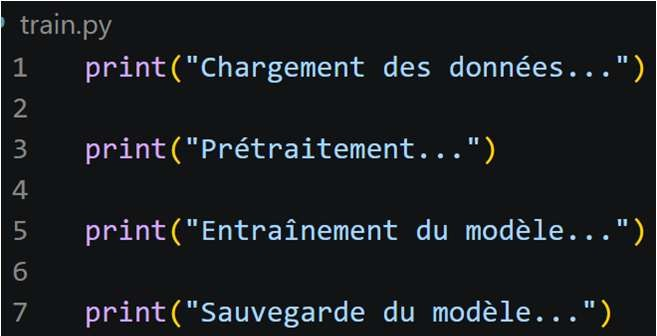 train.py
1 print("Chargement des données...")
2
3 print("Prétraitement...")
4
5 print("Entraînement du modèle...")
6
7 print("Sauvegarde du modèle...")